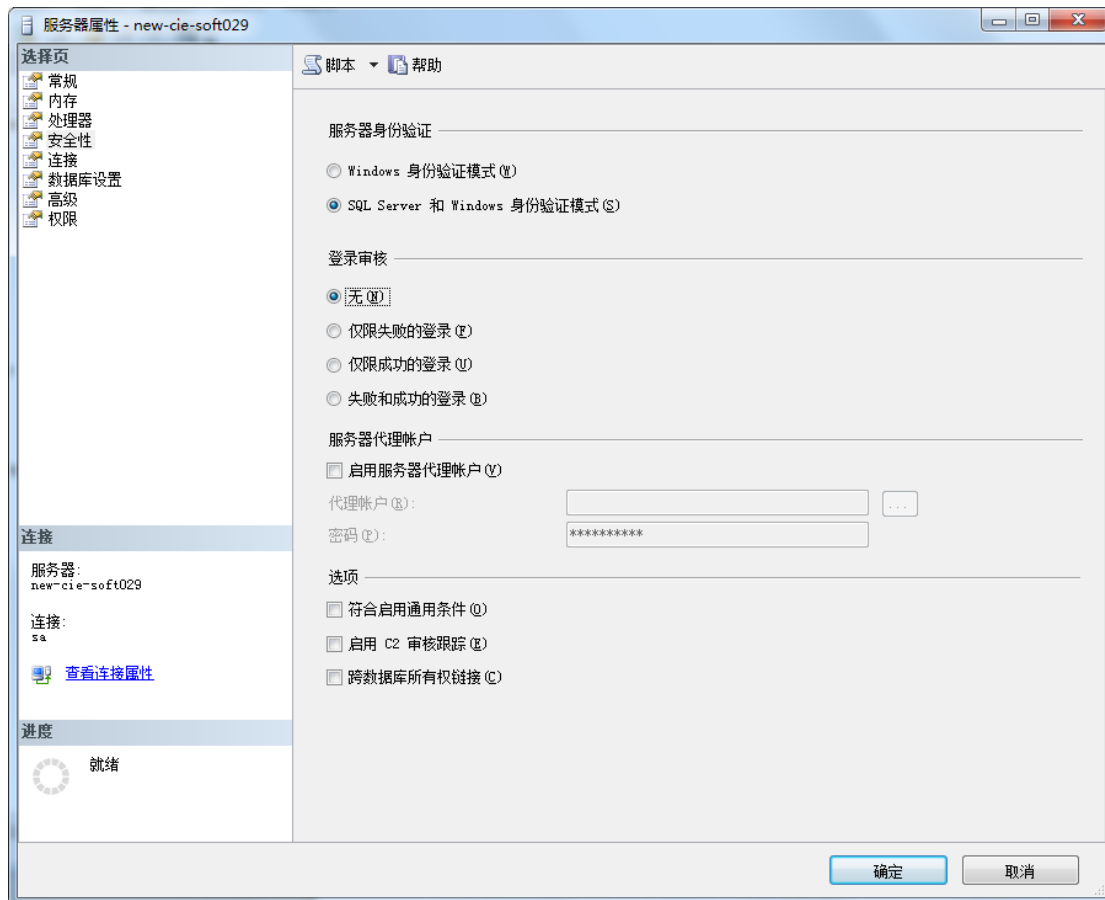 服务器属性 - new-cie-soft029
选择页
常规
内存
处理器
安全性
连接
数据库设置
高级
权限
脚本
帮助
服务器身份验证
Windows 身份验证模式(W)
SQL Server 和 Windows 身份验证模式(S)
登录审核
无(N)
仅限失败的登录(F)
仅限成功的登录(U)
失败和成功的登录(B)
服务器代理帐户
启用服务器代理帐户(V)
代理帐户(R):
...
密码(P):
**********
选项
符合启用通用条件(O)
启用 C2 审核跟踪(E)
跨数据库所有权链接(C)
连接
服务器:
new-cie-soft029
连接:
sa
查看连接属性
进度
就绪
确定
取消